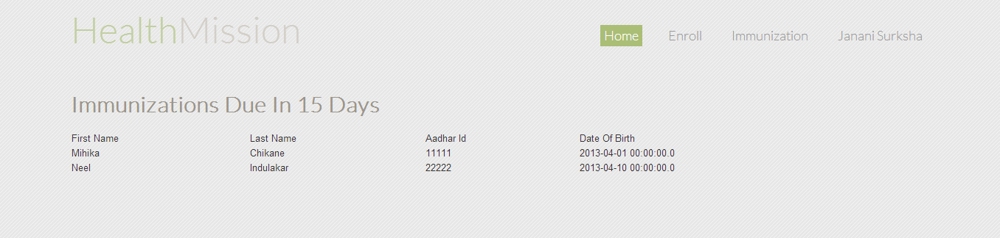 HealthMission
Home Enroll Immunization Janani Surksha
Immunizations Due In 15 Days
First Name Last Name Aadhar Id Date Of Birth
Mihika Chikane 11111 2013-04-01 00:00:00.0
Neel Indulakar 22222 2013-04-10 00:00:00.0